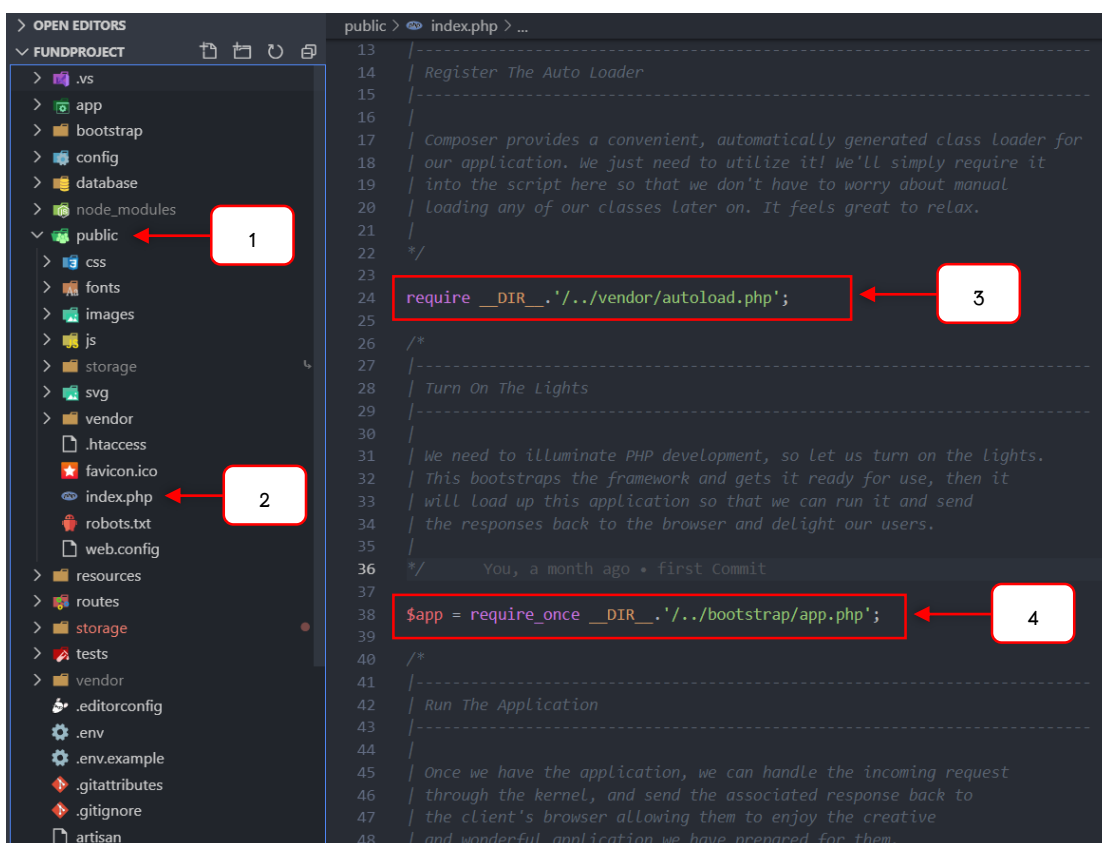 OPEN EDITORS
FUNDPROJECT
.vs
app
bootstrap
config
database
node_modules
public
css
fonts
images
js
storage
svg
vendor
.htaccess
favicon.ico
index.php
robots.txt
web.config
resources
routes
storage
tests
vendor
.editorconfig
.env
.env.example
.gitattributes
.gitignore
artisan
1
2
public > index.php > ...
13 |--------------------------------------------------------------------------
14 | Register The Auto Loader
15 |--------------------------------------------------------------------------
16 |
17 | Composer provides a convenient, automatically generated class loader for
18 | our application. We just need to utilize it! We'll simply require it
19 | into the script here so that we don't have to worry about manual
20 | loading any of our classes later on. It feels great to relax.
21 |
22 */
23
24 require __DIR__.'/../vendor/autoload.php';
3
25
26 /*
27 |--------------------------------------------------------------------------
28 | Turn On The Lights
29 |--------------------------------------------------------------------------
30 |
31 | We need to illuminate PHP development, so let us turn on the lights.
32 | This bootstraps the framework and gets it ready for use, then it
33 | will load up this application so that we can run it and send
34 | the responses back to the browser and delight our users.
35 |
36 */ You, a month ago • first Commit
37
38 $app = require_once __DIR__.'/../bootstrap/app.php';
4
39
40 /*
41 |--------------------------------------------------------------------------
42 | Run The Application
43 |--------------------------------------------------------------------------
44 |
45 | Once we have the application, we can handle the incoming request
46 | through the kernel, and send the associated response back to
47 | the client's browser allowing them to enjoy the creative
48 | and wonderful application we have prepared for them.